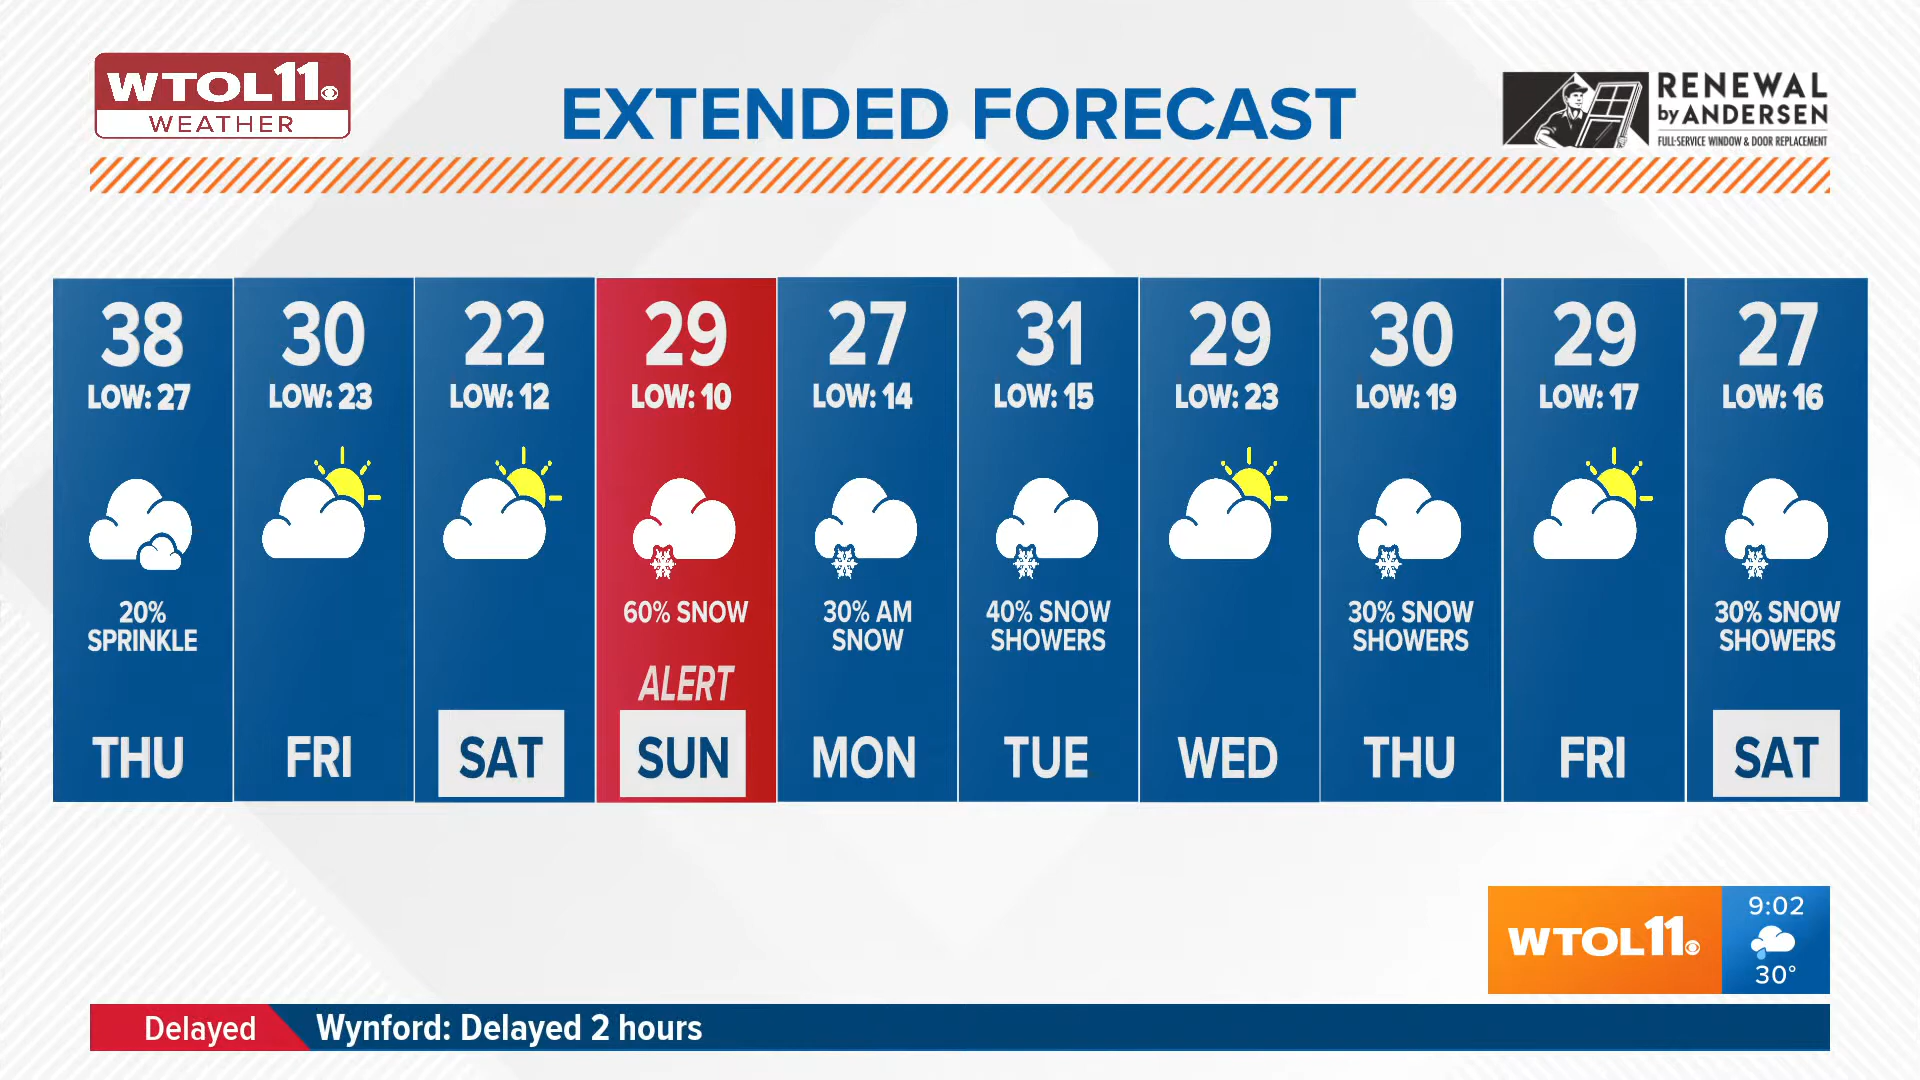 WTOL 11
WEATHER
EXTENDED FORECAST
RENEWAL
by ANDERSEN
FULL-SERVICE WINDOW & DOOR REPLACEMENT
38
LOW: 27
20%
SPRINKLE
THU
30
LOW: 23
FRI
22
LOW: 12
SAT
29
LOW: 10
60% SNOW
ALERT
SUN
27
LOW: 14
30% AM
SNOW
MON
31
LOW: 15
40% SNOW
SHOWERS
TUE
29
LOW: 23
WED
30
LOW: 19
30% SNOW
SHOWERS
THU
29
LOW: 17
FRI
27
LOW: 16
30% SNOW
SHOWERS
SAT
WTOL 11
9:02
30°
Delayed
Wynford: Delayed 2 hours